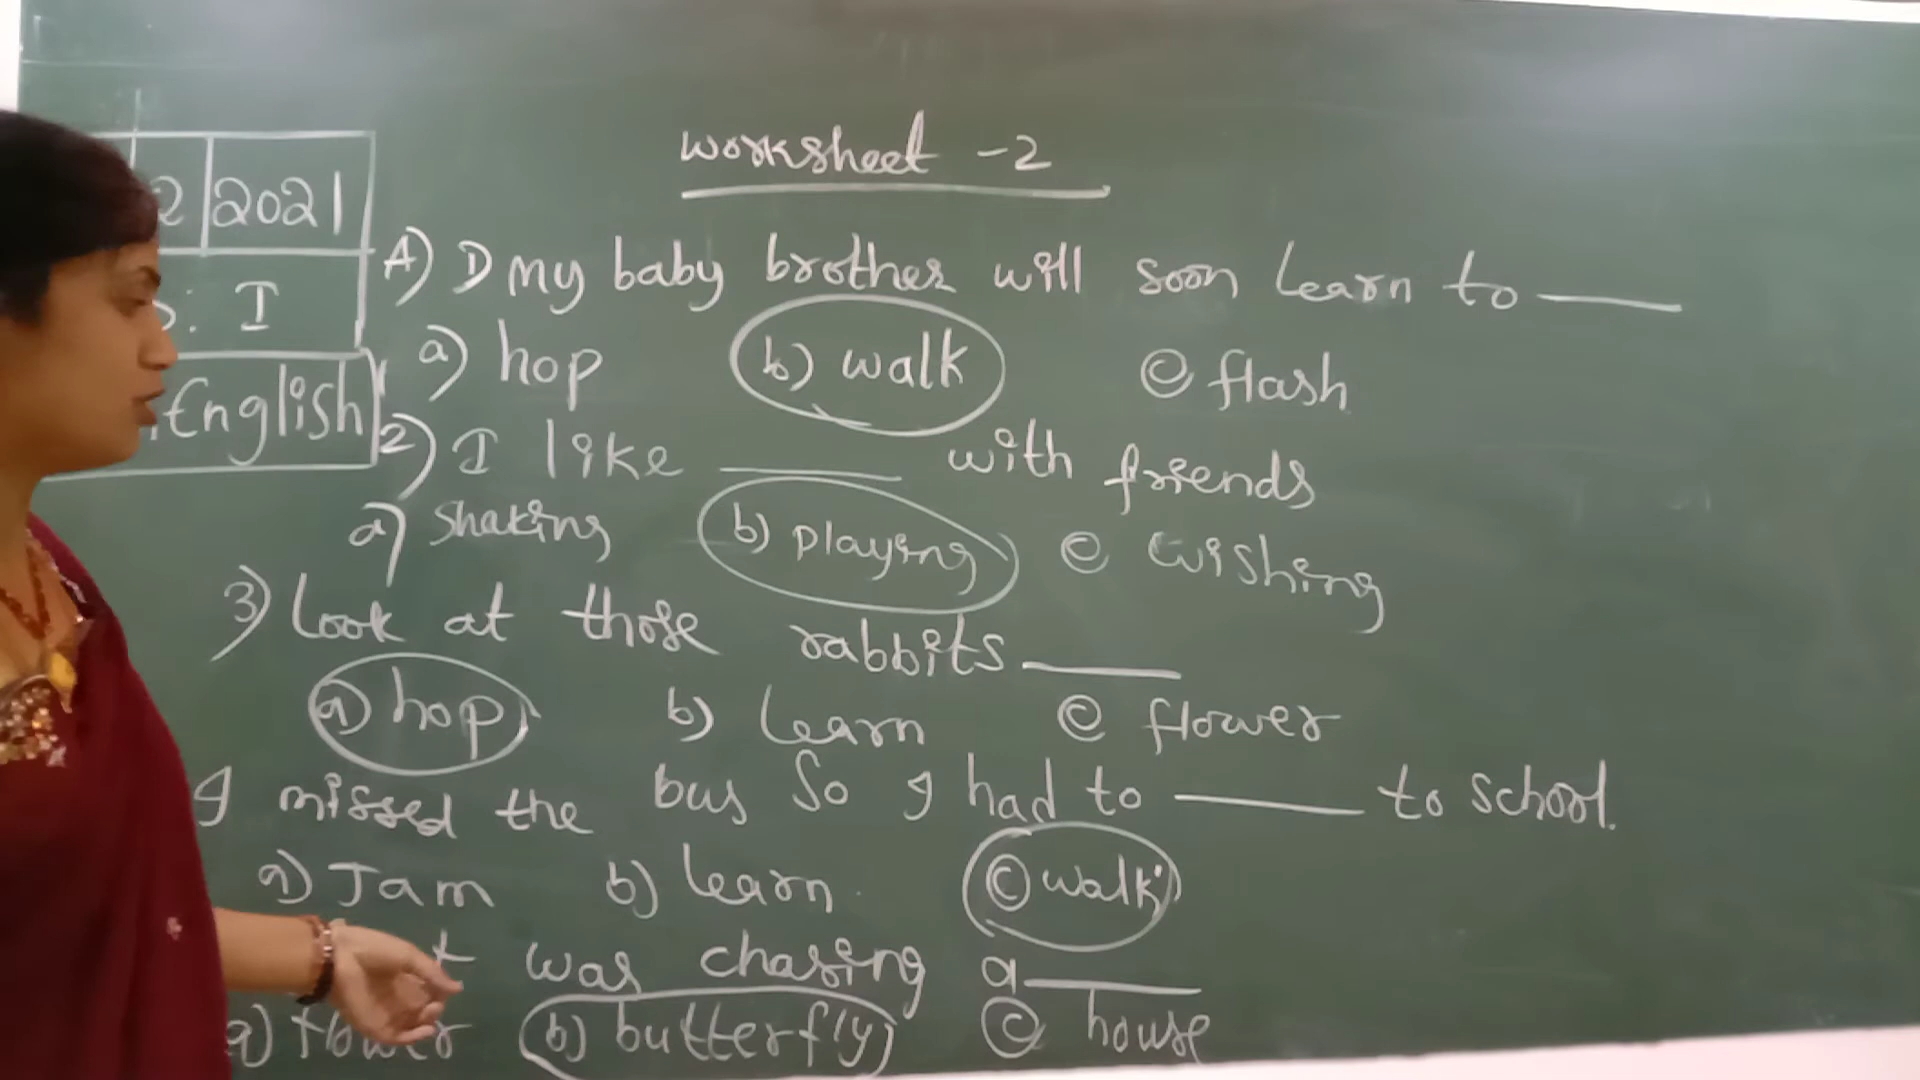 worksheet -2
2 2021
: I
English
A) 1) my baby brother will soon learn to ____
a) hop b) walk c) flash
2) I like ____ with friends
a) shaking b) playing c) wishing
3) Look at those rabbits ____
a) hop b) learn c) flower
I missed the bus So I had to ____ to school.
a) Jam b) learn. c) walk
was chasing a ____
a) flower b) butterfly c) house